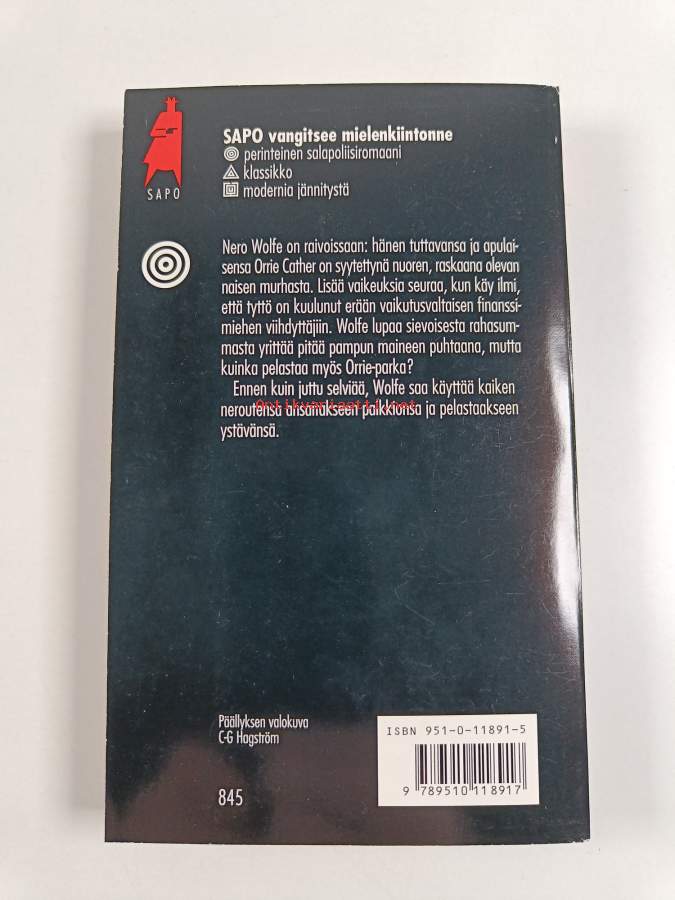 SAPO vangitsee mielenkiintonne
perinteinen salapoliisiromaani
klassikko
modernia jännitystä
SAPO
Nero Wolfe on raivoissaan: hänen tuttavansa ja apulai-
sensa Orrie Cather on syytettynä nuoren, raskaana olevan
naisen murhasta. Lisää vaikeuksia seuraa, kun käy ilmi,
että tyttö on kuulunut erään vaikutusvaltaisen finanssi-
miehen viihdyttäjiin. Wolfe lupaa sievoisesta rahasum-
masta yrittää pitää pampun maineen puhtaana, mutta
kuinka pelastaa myös Orrie-parka?
Ennen kuin juttu selviää, Wolfe saa käyttää kaiken
neroutensa ansaitakseen palkkionsa ja pelastaakseen
Antikvariaatti.net
ystävänsä.
Päällyksen valokuva
C-G Hagström
ISBN 951-0-11891-5
9 789510 118917
845